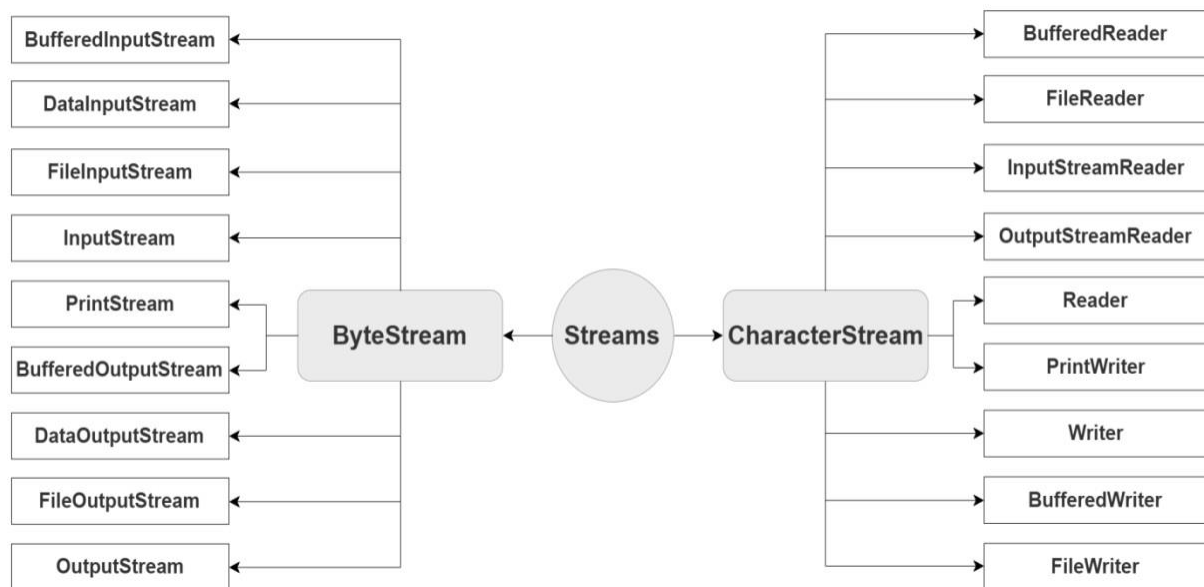 BufferedInputStream
DataInputStream
FileInputStream
InputStream
PrintStream
BufferedOutputStream
DataOutputStream
FileOutputStream
OutputStream
ByteStream
Streams
CharacterStream
BufferedReader
FileReader
InputStreamReader
OutputStreamReader
Reader
PrintWriter
Writer
BufferedWriter
FileWriter